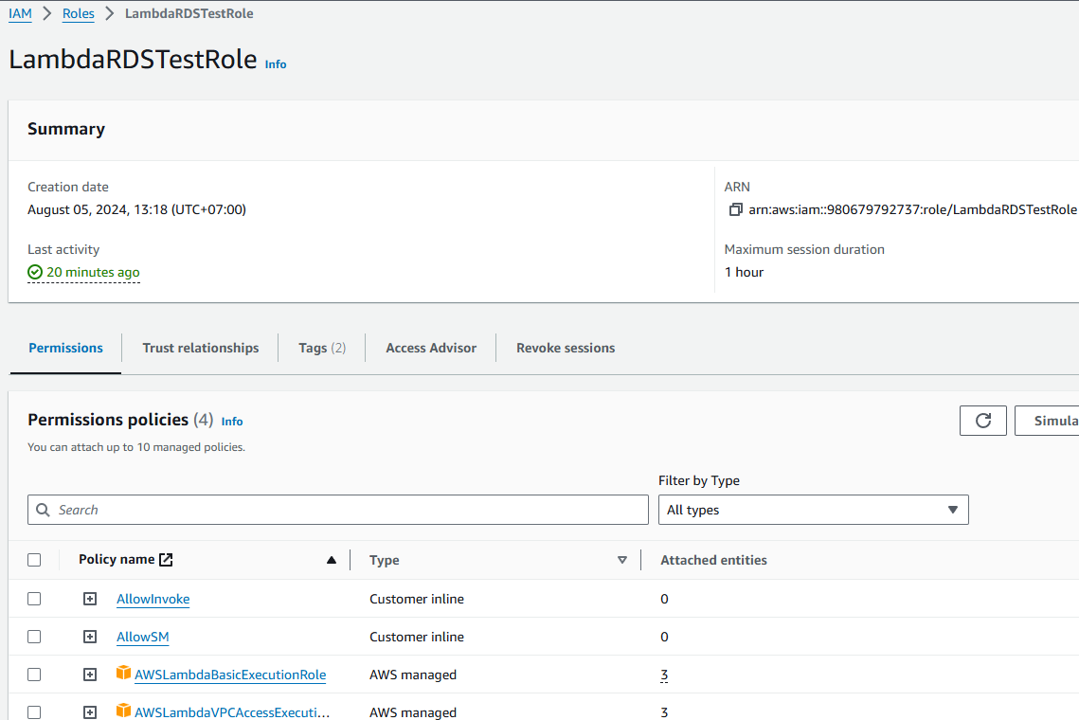 IAM > Roles > LambdaRDSTestRole
LambdaRDSTestRole Info
Summary
Creation date
August 05, 2024, 13:18 (UTC+07:00)
Last activity
20 minutes ago
ARN
arn:aws:iam::980679792737:role/LambdaRDSTestRole
Maximum session duration
1 hour
Permissions Trust relationships Tags (2) Access Advisor Revoke sessions
Permissions policies (4) Info
Simula
You can attach up to 10 managed policies.
Filter by Type
Search All types
Policy name Type Attached entities
AllowInvoke Customer inline 0
AllowSM Customer inline 0
AWSLambdaBasicExecutionRole AWS managed 3
AWSLambdaVPCAccessExecuti... AWS managed 3